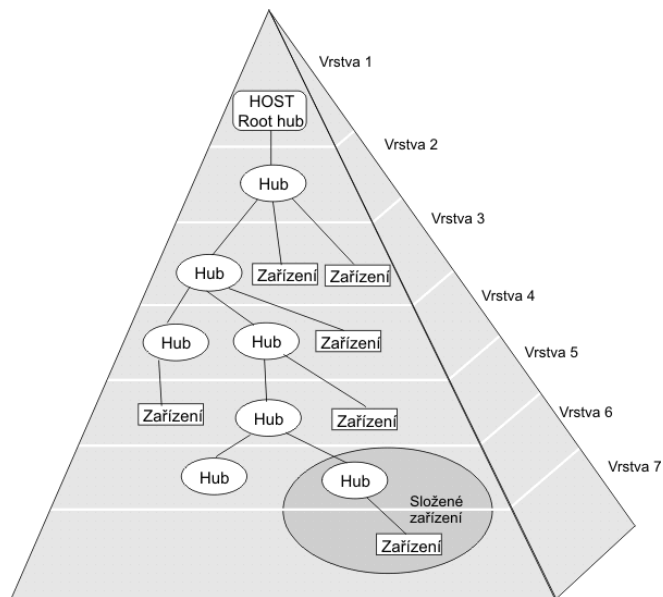 Vrstva 1
HOST
Root hub
Vrstva 2
Hub
Vrstva 3
Hub
Zařízení
Zařízení
Vrstva 4
Hub
Hub
Zařízení
Vrstva 5
Zařízení
Hub
Zařízení
Vrstva 6
Hub
Hub
Vrstva 7
Složené
zařízení
Zařízení